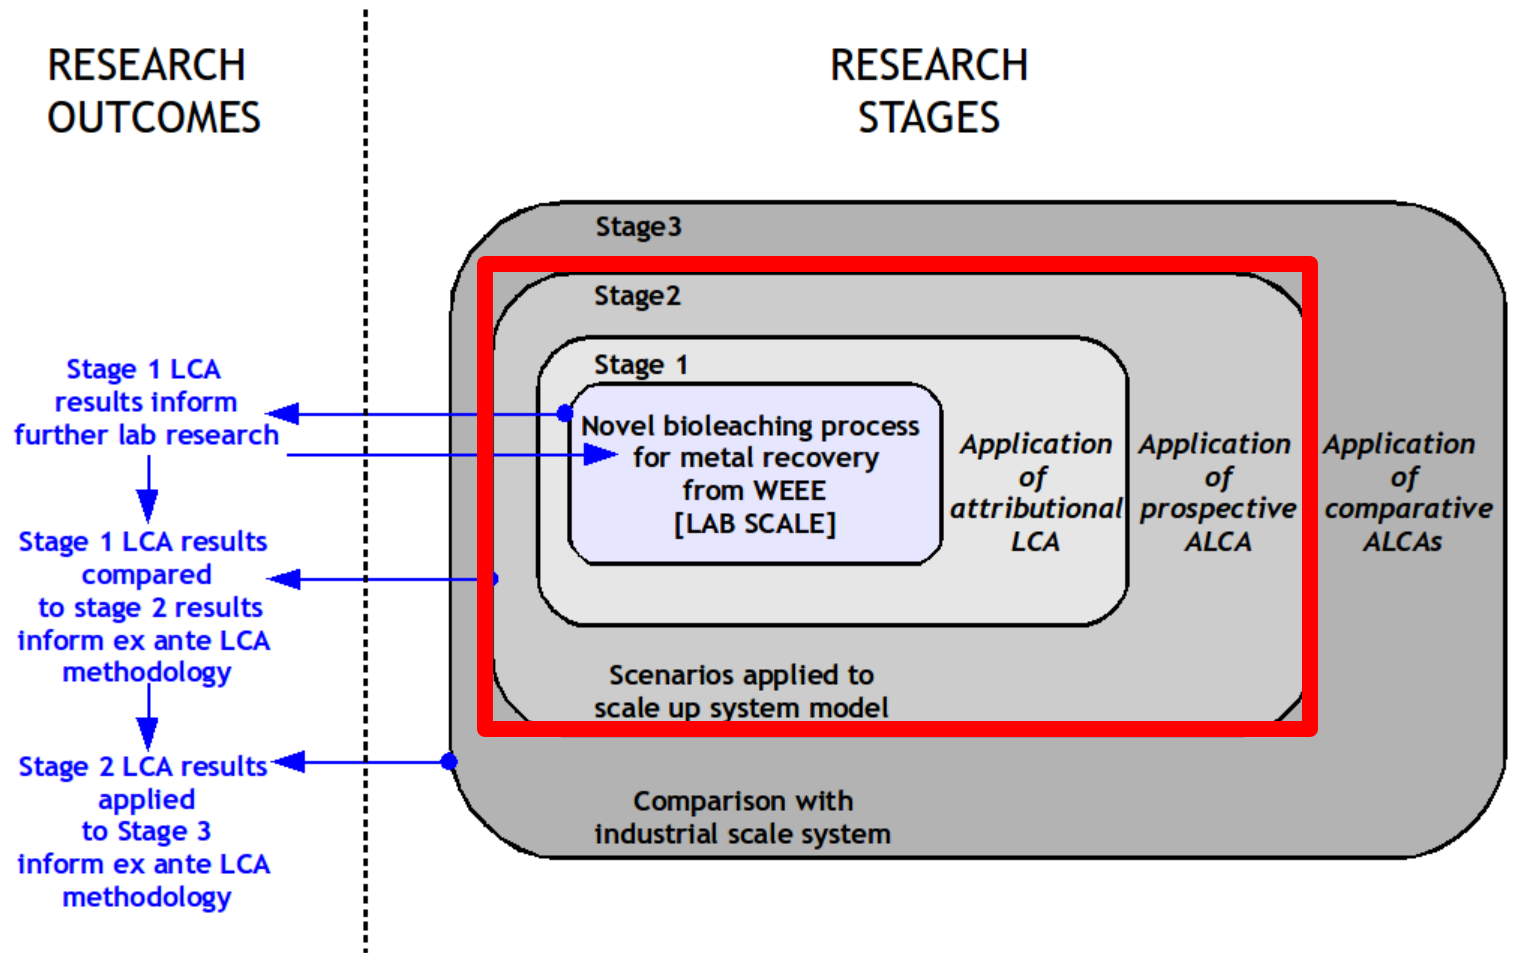 RESEARCH
OUTCOMES
RESEARCH
STAGES
Stage 1 LCA
results inform
further lab research
Stage 1 LCA results
compared
to stage 2 results
inform ex ante LCA
methodology
Stage 2 LCA results
applied
to Stage 3
inform ex ante LCA
methodology
Stage3
Stage2
Stage 1
Novel bioleaching process
for metal recovery
from WEEE
[LAB SCALE]
Application
of
attributional
LCA
Application
of
prospective
ALCA
Application
of
comparative
ALCAs
Scenarios applied to
scale up system model
Comparison with
industrial scale system